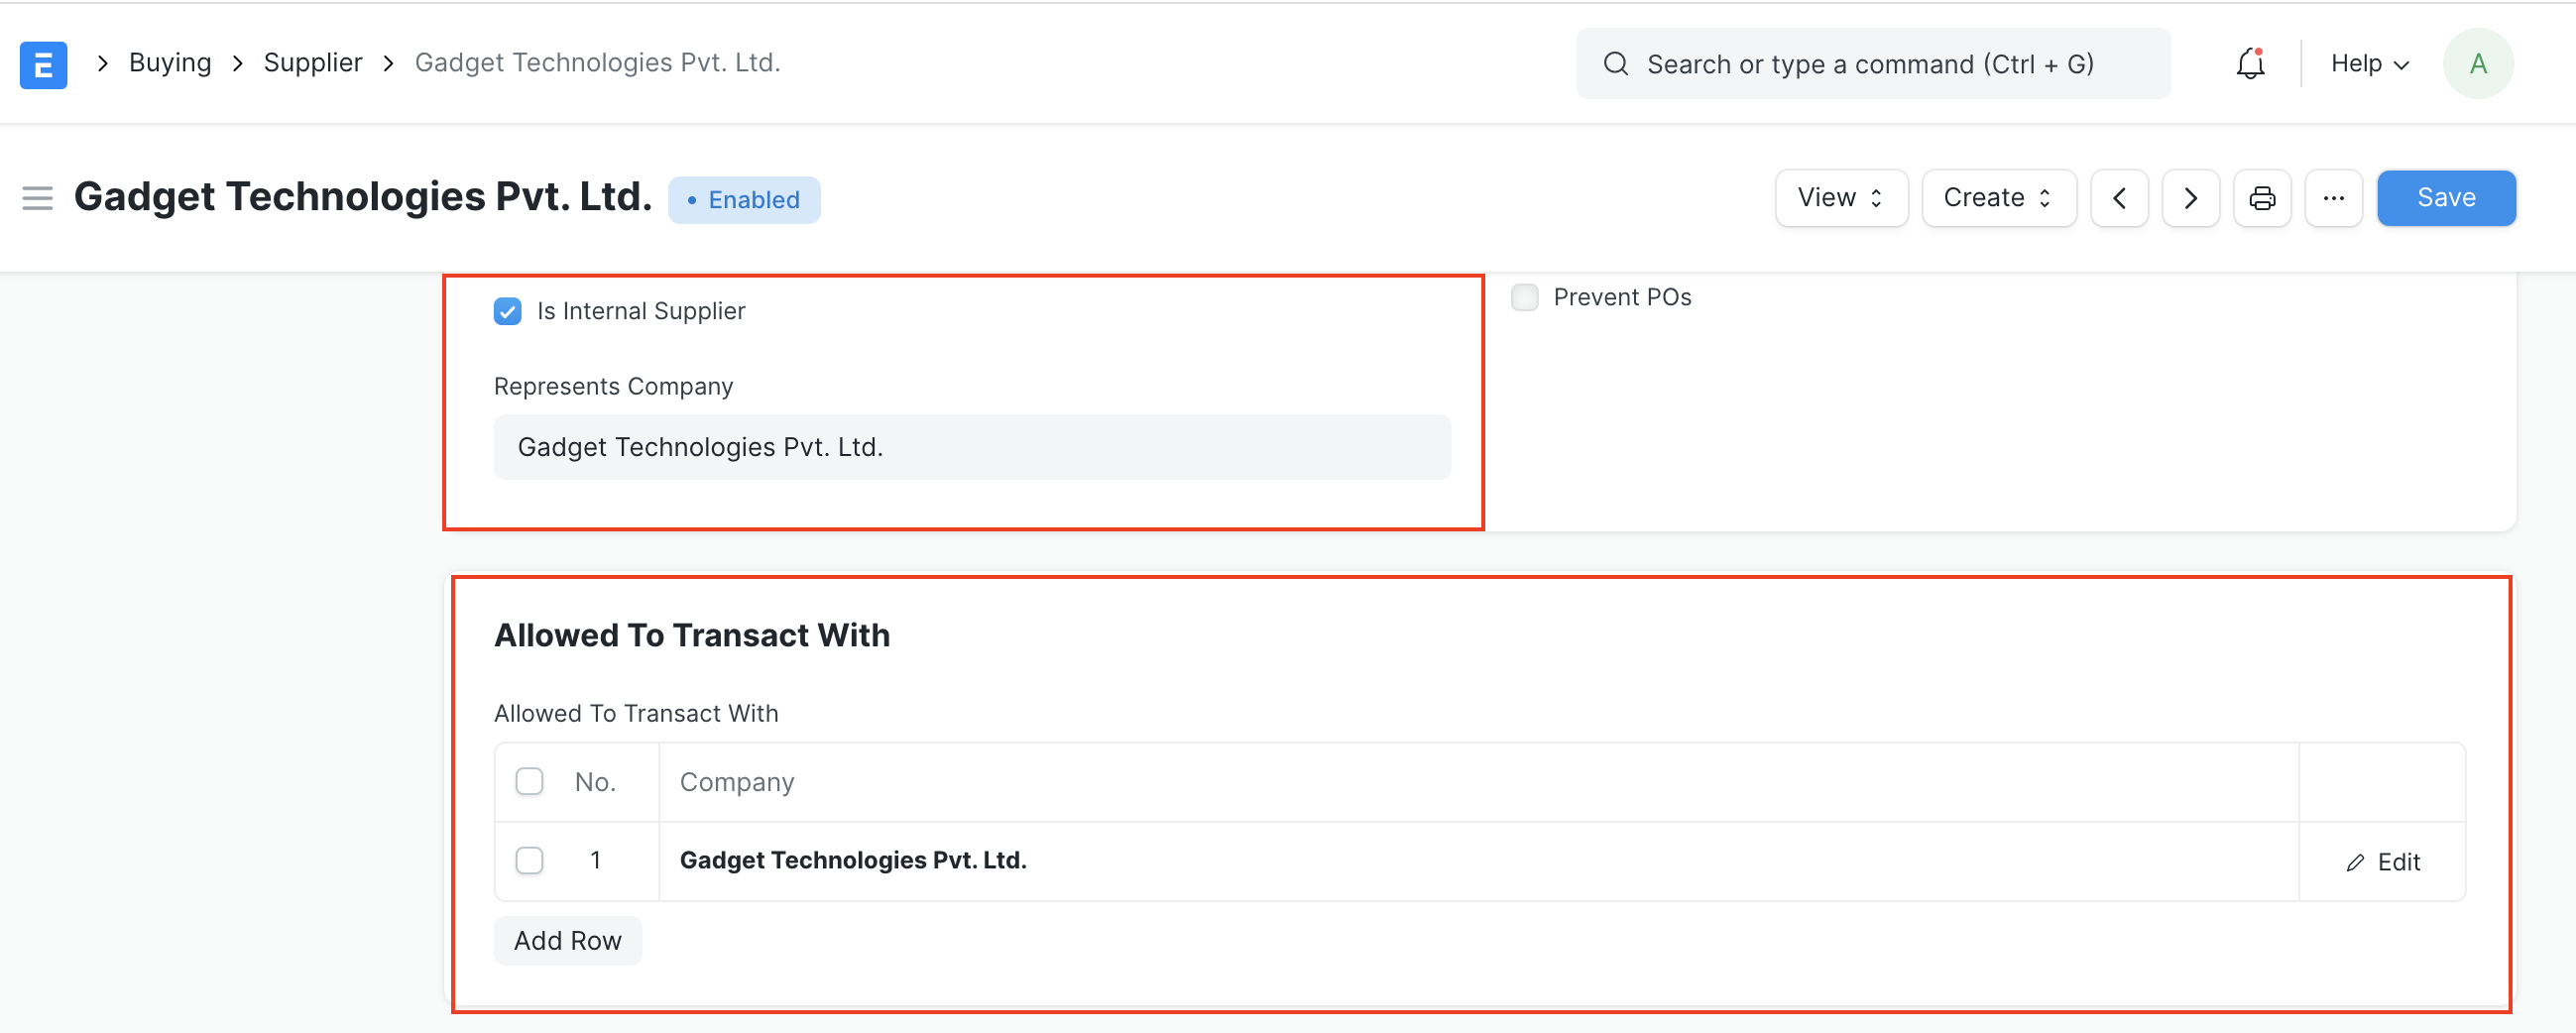 E Buying Supplier Gadget Technologies Pvt. Ltd. Search or type a command (Ctrl + G) Help A
Gadget Technologies Pvt. Ltd. Enabled View Create Save
Is Internal Supplier Prevent POs
Represents Company
Gadget Technologies Pvt. Ltd.
Allowed To Transact With
Allowed To Transact With
No. Company
1 Gadget Technologies Pvt. Ltd. Edit
Add Row